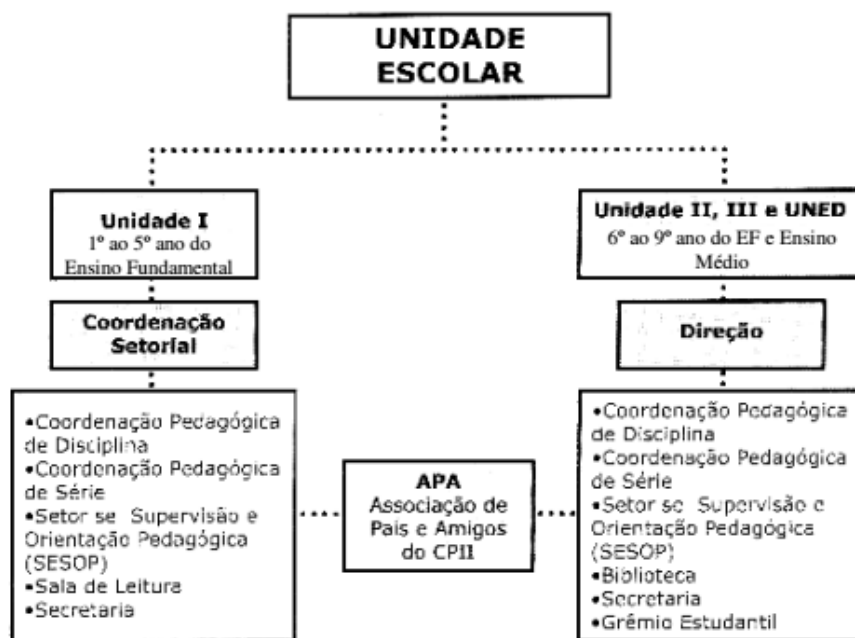 UNIDADE
ESCOLAR
Unidade I
1º ao 5º ano do
Ensino Fundamental
Coordenação
Setorial
•Coordenação Pedagógica
de Disciplina
•Coordenação Pedagógica
de Série
•Setor se Supervisão e
Orientação Pedagógica
(SESOP)
•Sala de Leitura
•Secretaria
APA
Associação de
Pais e Amigos
do CPII
Unidade II, III e UNED
6º ao 9º ano do EF e Ensino
Médio
Direção
•Coordenação Pedagógica
de Disciplina
•Coordenação Pedagógica
de Série
•Setor se Supervisão e
Orientação Pedagógica
(SESOP)
•Biblioteca
•Secretaria
•Grêmio Estudantil